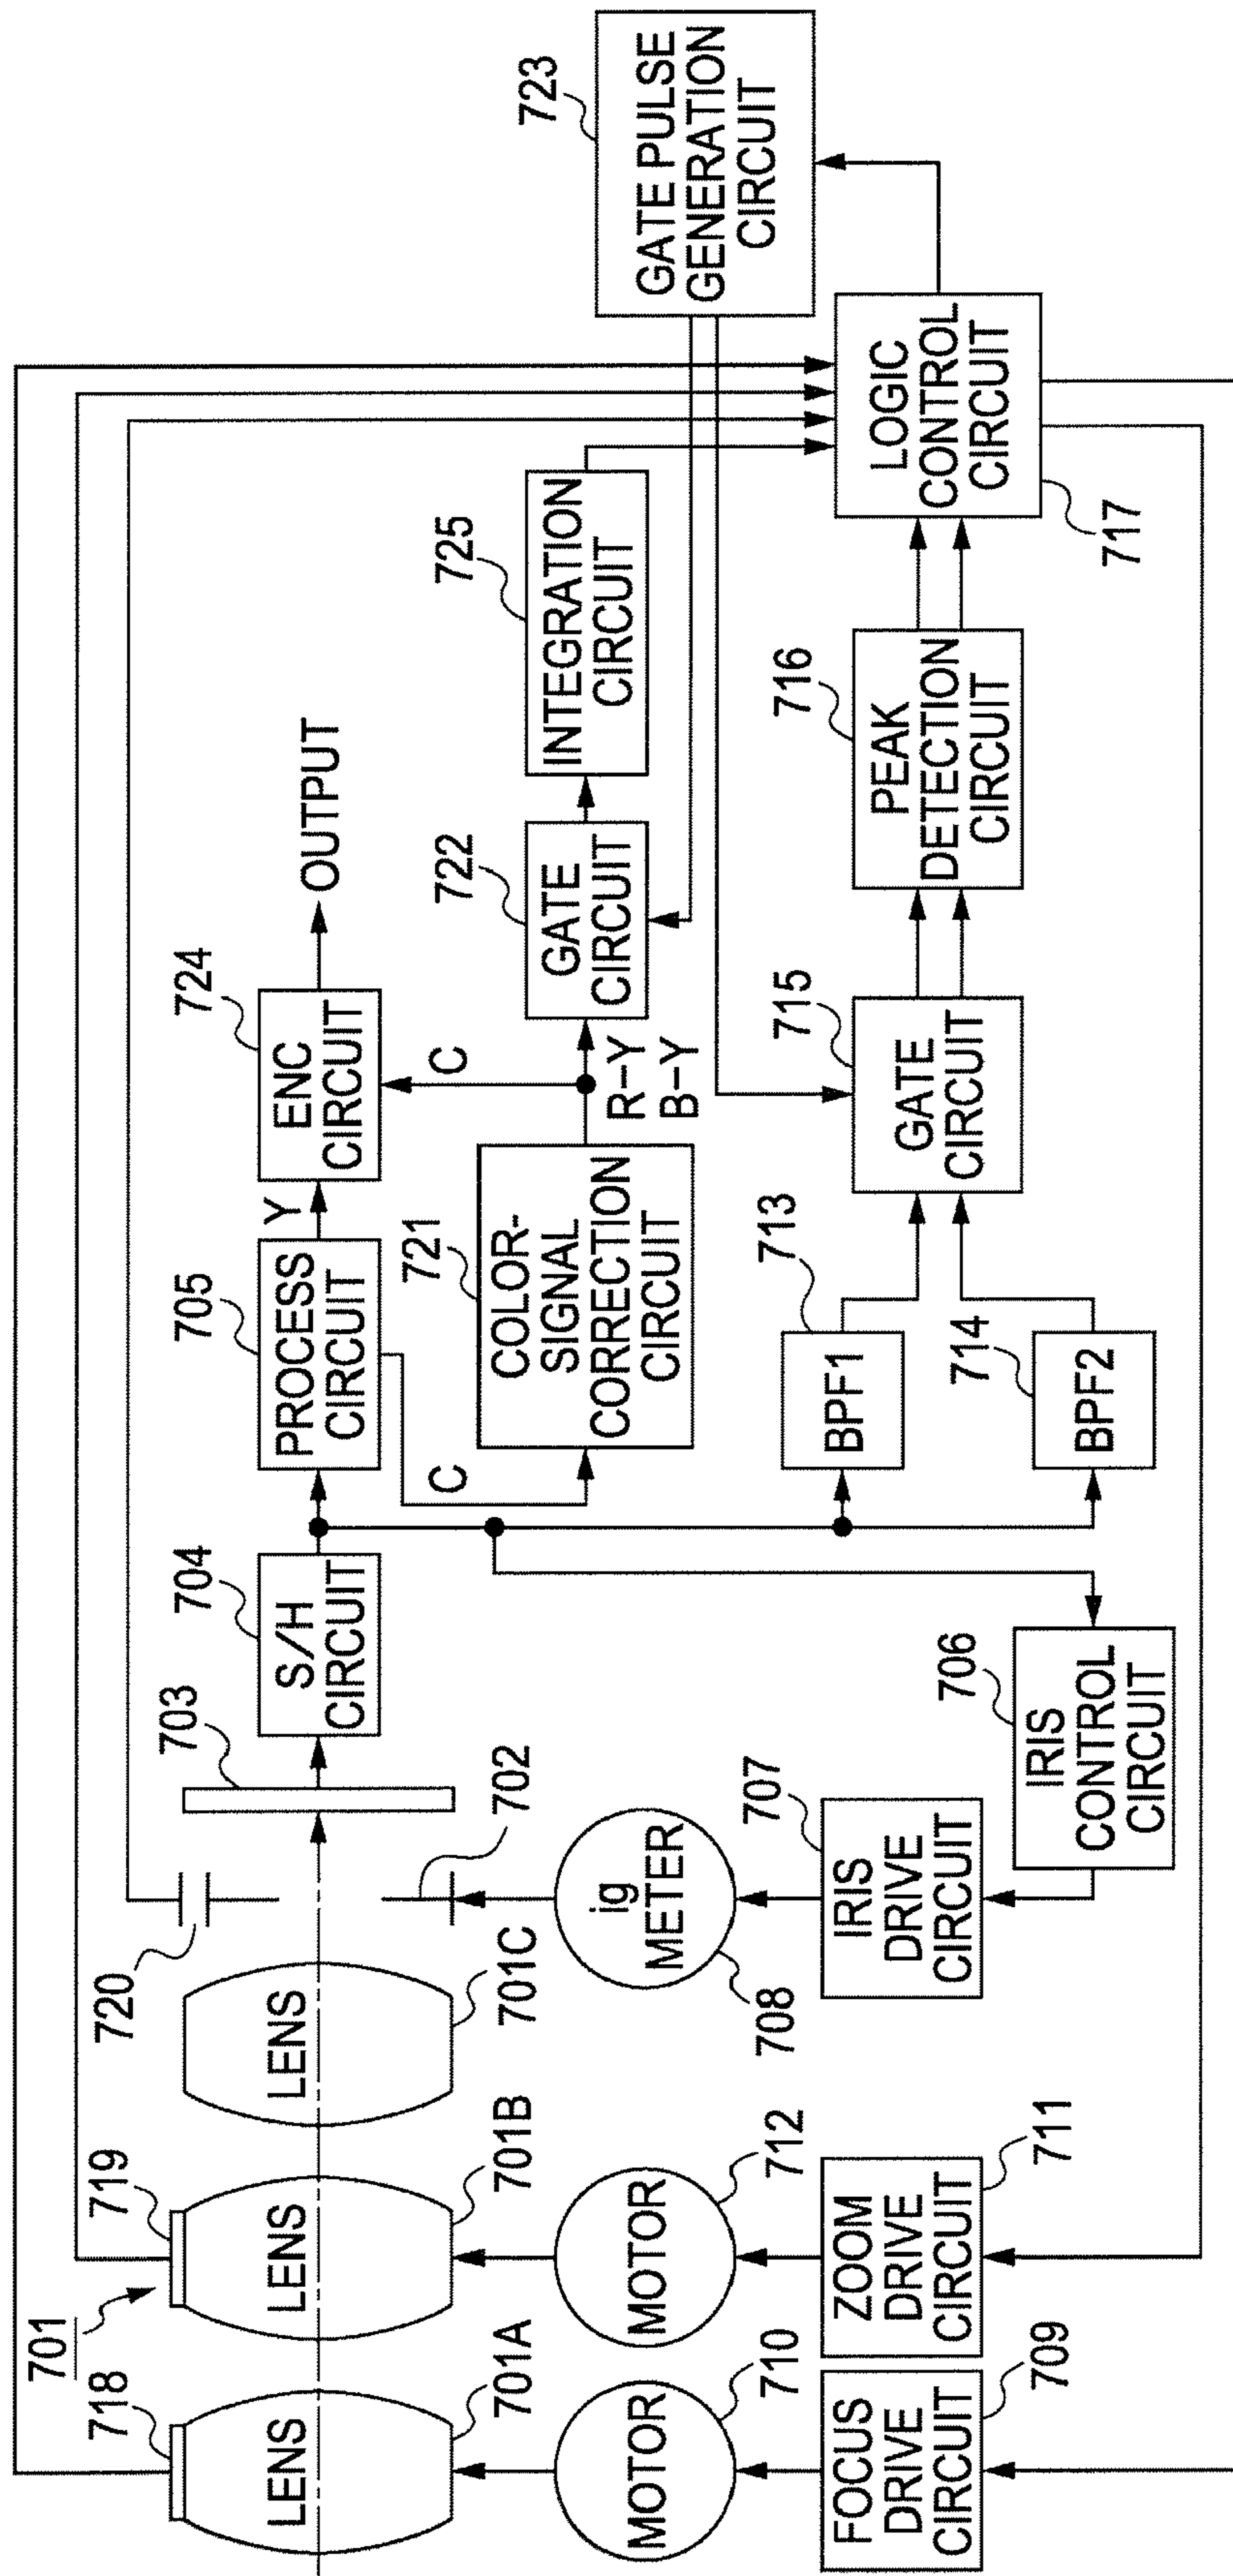 701
718
719
720
LENS
LENS
LENS
701A
701B
701C
702
703
704
S/H
CIRCUIT
705
PROCESS
CIRCUIT
Y
724
ENC
CIRCUIT
OUTPUT
C
C
721
COLOR-
SIGNAL
CORRECTION
CIRCUIT
R-Y
B-Y
722
GATE
CIRCUIT
725
INTEGRATION
CIRCUIT
723
GATE PULSE
GENERATION
CIRCUIT
MOTOR
710
MOTOR
712
ig
METER
708
FOCUS
DRIVE
CIRCUIT
709
ZOOM
DRIVE
CIRCUIT
711
707
IRIS
DRIVE
CIRCUIT
706
IRIS
CONTROL
CIRCUIT
713
BPF1
714
BPF2
715
GATE
CIRCUIT
716
PEAK
DETECTION
CIRCUIT
LOGIC
CONTROL
CIRCUIT
717